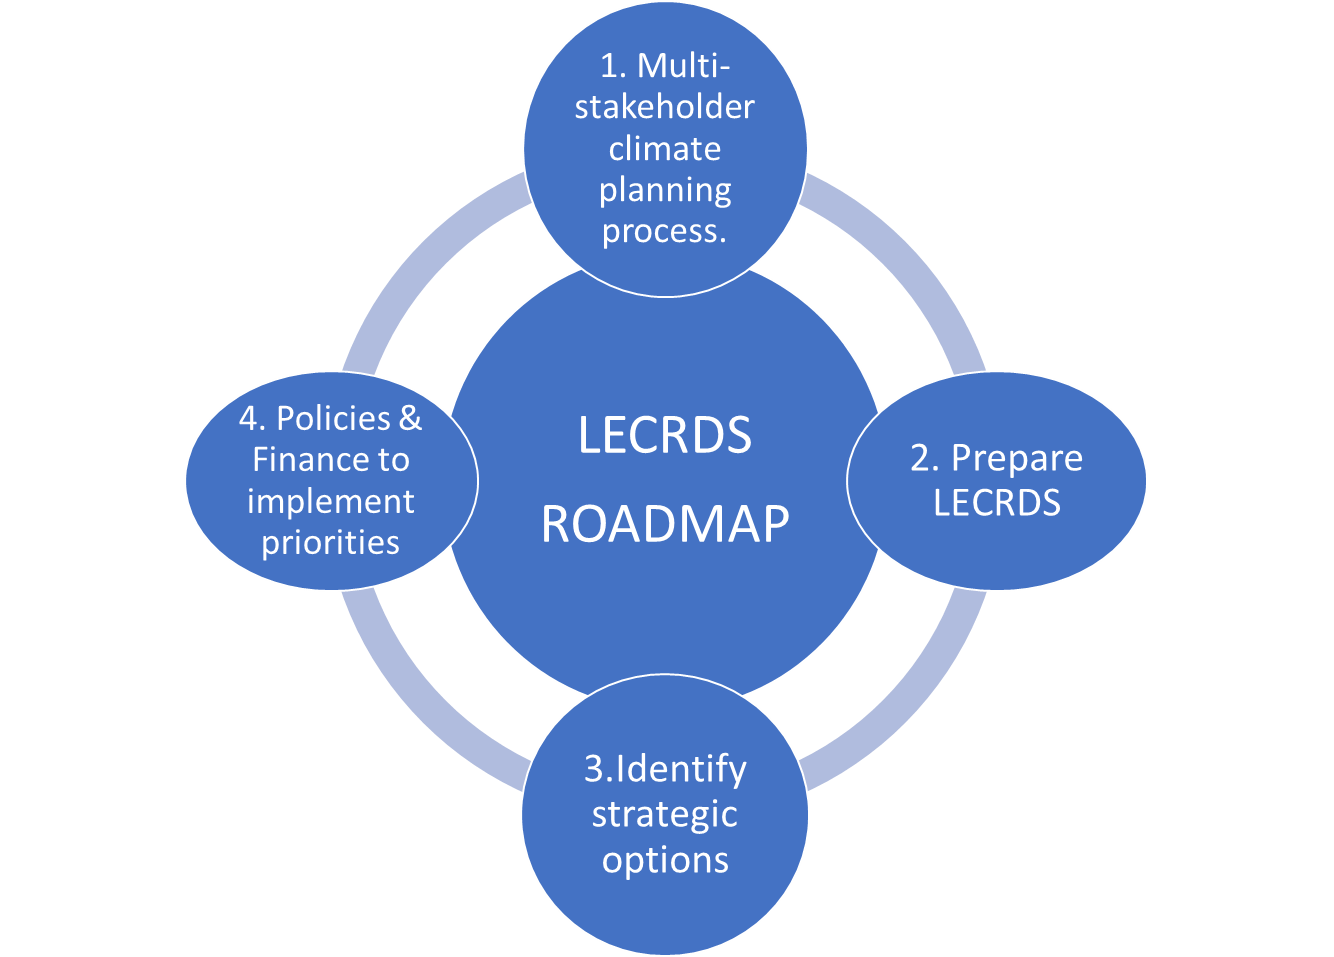 1. Multi-
stakeholder
climate
planning
process.
LECRDS
ROADMAP
2. Prepare
LECRDS
3.Identify
strategic
options
4. Policies &
Finance to
implement
priorities